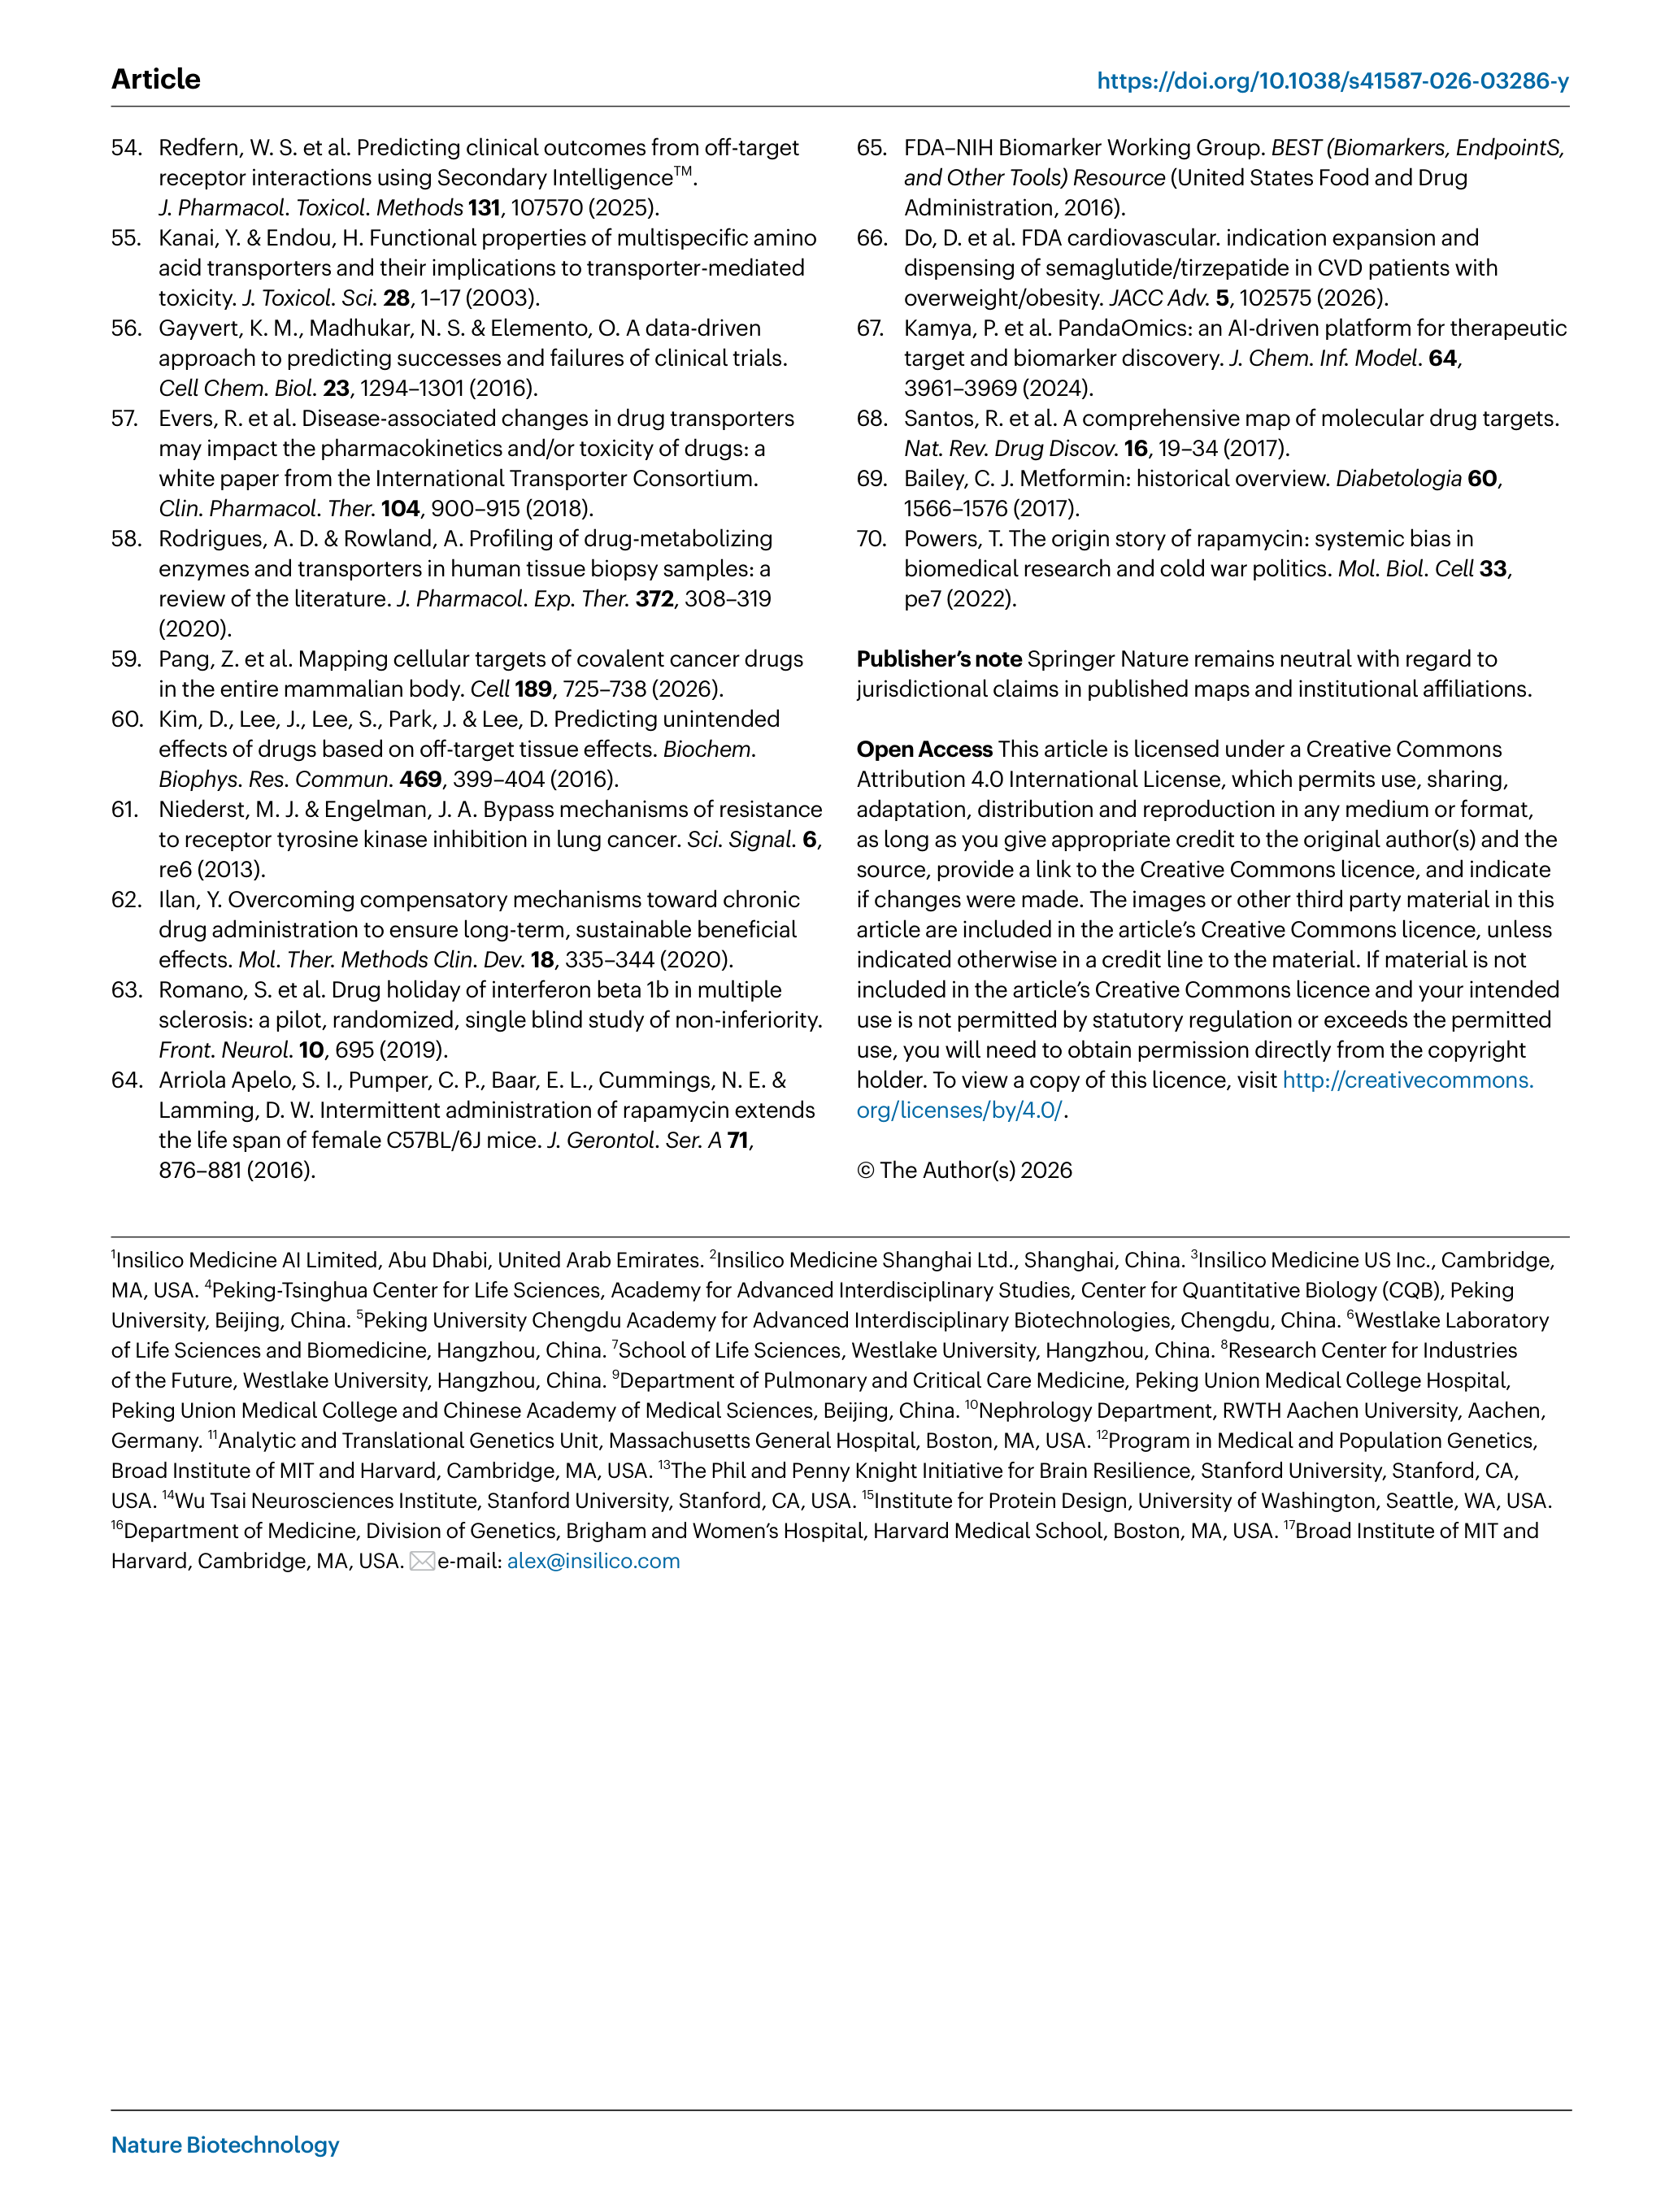 Article
https://doi.org/10.1038/s41587-026-03286-y
54. Redfern, W. S. et al. Predicting clinical outcomes from off-target
receptor interactions using Secondary Intelligence™.
J. Pharmacol. Toxicol. Methods 131, 107570 (2025).
55. Kanai, Y. & Endou, H. Functional properties of multispecific amino
acid transporters and their implications to transporter-mediated
toxicity. J. Toxicol. Sci. 28, 1–17 (2003).
56. Gayvert, K. M., Madhukar, N. S. & Elemento, O. A data-driven
approach to predicting successes and failures of clinical trials.
Cell Chem. Biol. 23, 1294–1301 (2016).
57. Evers, R. et al. Disease-associated changes in drug transporters
may impact the pharmacokinetics and/or toxicity of drugs: a
white paper from the International Transporter Consortium.
Clin. Pharmacol. Ther. 104, 900–915 (2018).
58. Rodrigues, A. D. & Rowland, A. Profiling of drug-metabolizing
enzymes and transporters in human tissue biopsy samples: a
review of the literature. J. Pharmacol. Exp. Ther. 372, 308–319
(2020).
59. Pang, Z. et al. Mapping cellular targets of covalent cancer drugs
in the entire mammalian body. Cell 189, 725–738 (2026).
60. Kim, D., Lee, J., Lee, S., Park, J. & Lee, D. Predicting unintended
effects of drugs based on off-target tissue effects. Biochem.
Biophys. Res. Commun. 469, 399–404 (2016).
61. Niederst, M. J. & Engelman, J. A. Bypass mechanisms of resistance
to receptor tyrosine kinase inhibition in lung cancer. Sci. Signal. 6,
re6 (2013).
62. Ilan, Y. Overcoming compensatory mechanisms toward chronic
drug administration to ensure long-term, sustainable beneficial
effects. Mol. Ther. Methods Clin. Dev. 18, 335–344 (2020).
63. Romano, S. et al. Drug holiday of interferon beta 1b in multiple
sclerosis: a pilot, randomized, single blind study of non-inferiority.
Front. Neurol. 10, 695 (2019).
64. Arriola Apelo, S. I., Pumper, C. P., Baar, E. L., Cummings, N. E. &
Lamming, D. W. Intermittent administration of rapamycin extends
the life span of female C57BL/6J mice. J. Gerontol. Ser. A 71,
876–881 (2016).
65. FDA–NIH Biomarker Working Group. BEST (Biomarkers, EndpointS,
and Other Tools) Resource (United States Food and Drug
Administration, 2016).
66. Do, D. et al. FDA cardiovascular. indication expansion and
dispensing of semaglutide/tirzepatide in CVD patients with
overweight/obesity. JACC Adv. 5, 102575 (2026).
67. Kamya, P. et al. PandaOmics: an AI-driven platform for therapeutic
target and biomarker discovery. J. Chem. Inf. Model. 64,
3961–3969 (2024).
68. Santos, R. et al. A comprehensive map of molecular drug targets.
Nat. Rev. Drug Discov. 16, 19–34 (2017).
69. Bailey, C. J. Metformin: historical overview. Diabetologia 60,
1566–1576 (2017).
70. Powers, T. The origin story of rapamycin: systemic bias in
biomedical research and cold war politics. Mol. Biol. Cell 33,
pe7 (2022).
Publisher's note Springer Nature remains neutral with regard to
jurisdictional claims in published maps and institutional affiliations.
Open Access This article is licensed under a Creative Commons
Attribution 4.0 International License, which permits use, sharing,
adaptation, distribution and reproduction in any medium or format,
as long as you give appropriate credit to the original author(s) and the
source, provide a link to the Creative Commons licence, and indicate
if changes were made. The images or other third party material in this
article are included in the article's Creative Commons licence, unless
indicated otherwise in a credit line to the material. If material is not
included in the article's Creative Commons licence and your intended
use is not permitted by statutory regulation or exceeds the permitted
use, you will need to obtain permission directly from the copyright
holder. To view a copy of this licence, visit http://creativecommons.
org/licenses/by/4.0/.
© The Author(s) 2026
¹Insilico Medicine AI Limited, Abu Dhabi, United Arab Emirates. ²Insilico Medicine Shanghai Ltd., Shanghai, China. ³Insilico Medicine US Inc., Cambridge,
MA, USA. ⁴Peking-Tsinghua Center for Life Sciences, Academy for Advanced Interdisciplinary Studies, Center for Quantitative Biology (CQB), Peking
University, Beijing, China. ⁵Peking University Chengdu Academy for Advanced Interdisciplinary Biotechnologies, Chengdu, China. ⁶Westlake Laboratory
of Life Sciences and Biomedicine, Hangzhou, China. ⁷School of Life Sciences, Westlake University, Hangzhou, China. ⁸Research Center for Industries
of the Future, Westlake University, Hangzhou, China. ⁹Department of Pulmonary and Critical Care Medicine, Peking Union Medical College Hospital,
Peking Union Medical College and Chinese Academy of Medical Sciences, Beijing, China. ¹⁰Nephrology Department, RWTH Aachen University, Aachen,
Germany. ¹¹Analytic and Translational Genetics Unit, Massachusetts General Hospital, Boston, MA, USA. ¹²Program in Medical and Population Genetics,
Broad Institute of MIT and Harvard, Cambridge, MA, USA. ¹³The Phil and Penny Knight Initiative for Brain Resilience, Stanford University, Stanford, CA,
USA. ¹⁴Wu Tsai Neurosciences Institute, Stanford University, Stanford, CA, USA. ¹⁵Institute for Protein Design, University of Washington, Seattle, WA, USA.
¹⁶Department of Medicine, Division of Genetics, Brigham and Women's Hospital, Harvard Medical School, Boston, MA, USA. ¹⁷Broad Institute of MIT and
Harvard, Cambridge, MA, USA. e-mail: alex@insilico.com
Nature Biotechnology